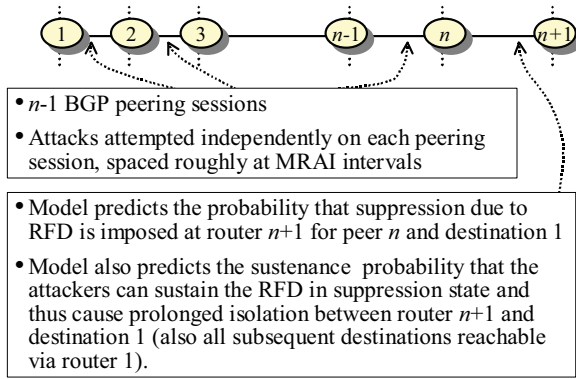 1 2 3 n-1 n n+1
• n-1 BGP peering sessions
• Attacks attempted independently on each peering
session, spaced roughly at MRAI intervals
• Model predicts the probability that suppression due to
RFD is imposed at router n+1 for peer n and destination 1
• Model also predicts the sustenance probability that the
attackers can sustain the RFD in suppression state and
thus cause prolonged isolation between router n+1 and
destination 1 (also all subsequent destinations reachable
via router 1).